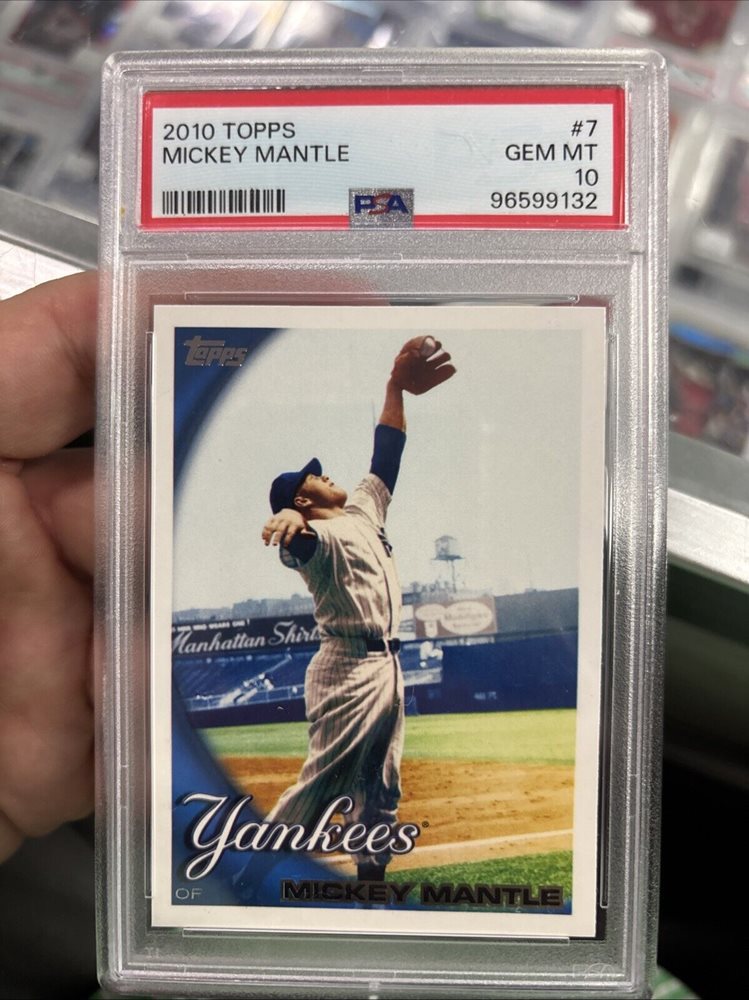 2010 TOPPS #7
MICKEY MANTLE GEM MT
10
PSA 96599132
Topps
Manhattan Shirts
Yankees®
OF MICKEY MANTLE